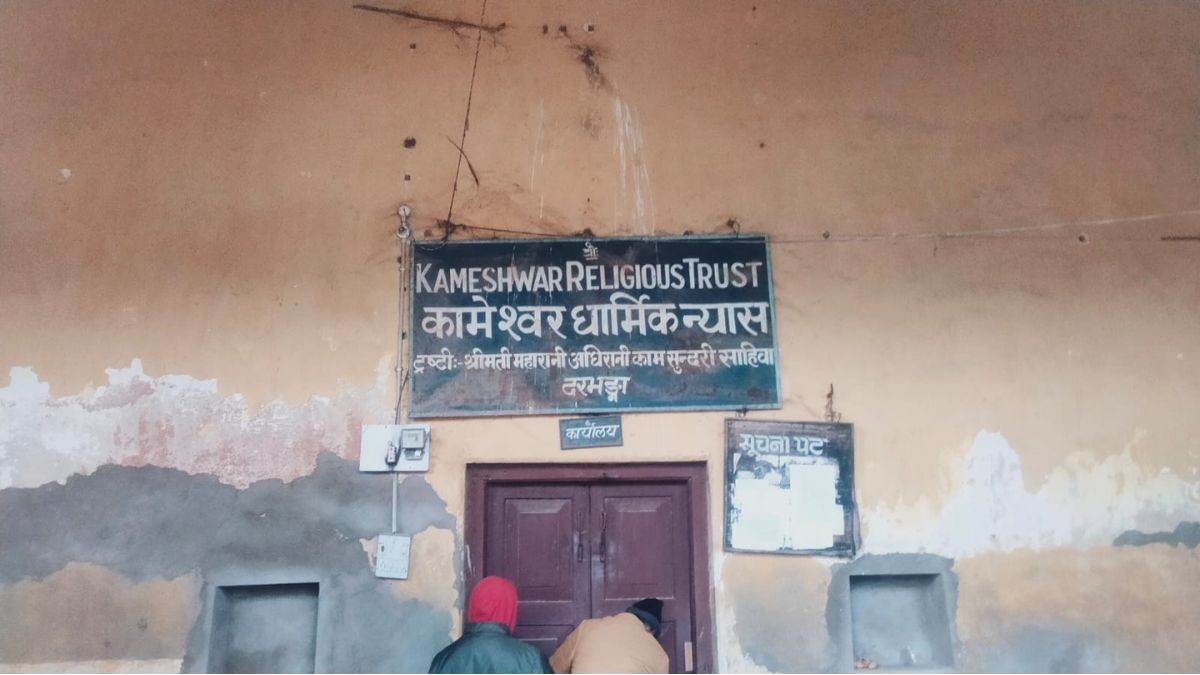 श्रीः
KAMESHWAR RELIGIOUS TRUST
कामेश्वर धार्मिक न्यास
ट्रष्टीः- श्रीमती महारानी अधिरानी काम सुन्दरी साहिवा
दरभङ्गा
कार्यालय
सूचना पट